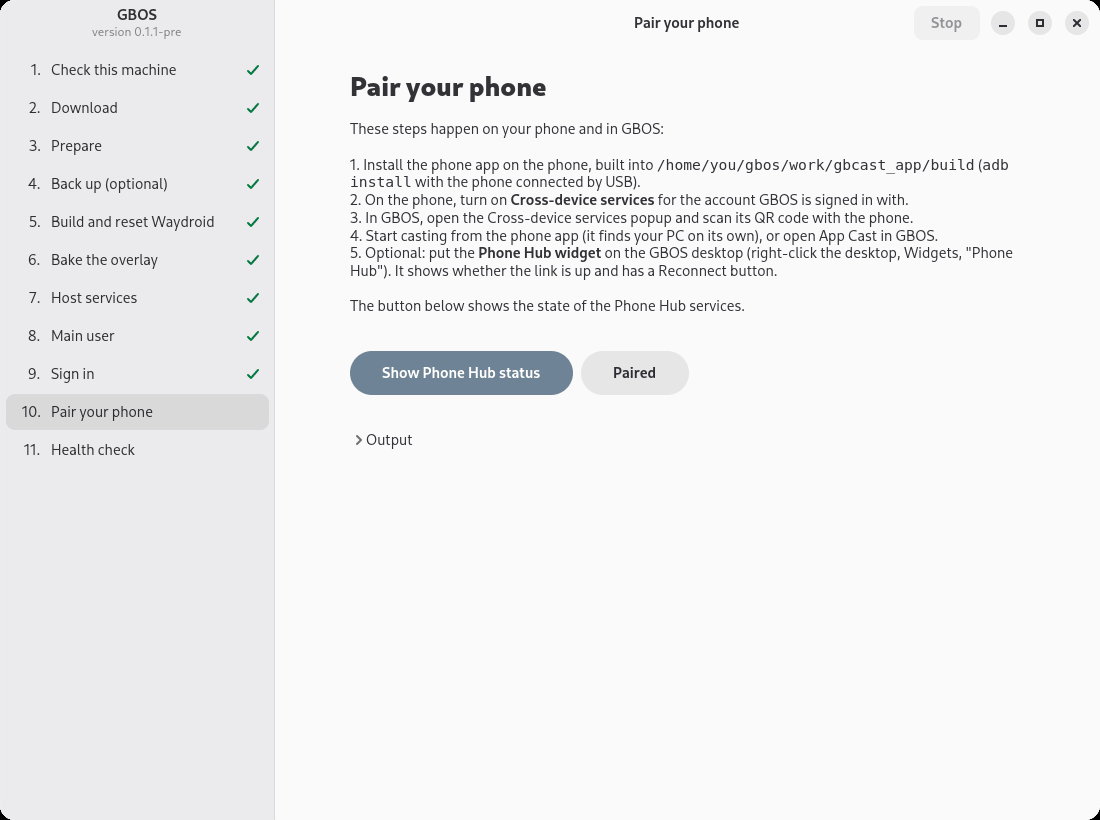 GBOS
version 0.1.1-pre
Pair your phone
Stop
1. Check this machine
2. Download
3. Prepare
4. Back up (optional)
5. Build and reset Waydroid
6. Bake the overlay
7. Host services
8. Main user
9. Sign in
10. Pair your phone
11. Health check
Pair your phone
These steps happen on your phone and in GBOS:
1. Install the phone app on the phone, built into /home/you/gbos/work/gbcast_app/build (adb
install with the phone connected by USB).
2. On the phone, turn on Cross-device services for the account GBOS is signed in with.
3. In GBOS, open the Cross-device services popup and scan its QR code with the phone.
4. Start casting from the phone app (it finds your PC on its own), or open App Cast in GBOS.
5. Optional: put the Phone Hub widget on the GBOS desktop (right-click the desktop, Widgets, "Phone
Hub"). It shows whether the link is up and has a Reconnect button.
The button below shows the state of the Phone Hub services.
Show Phone Hub status
Paired
Output